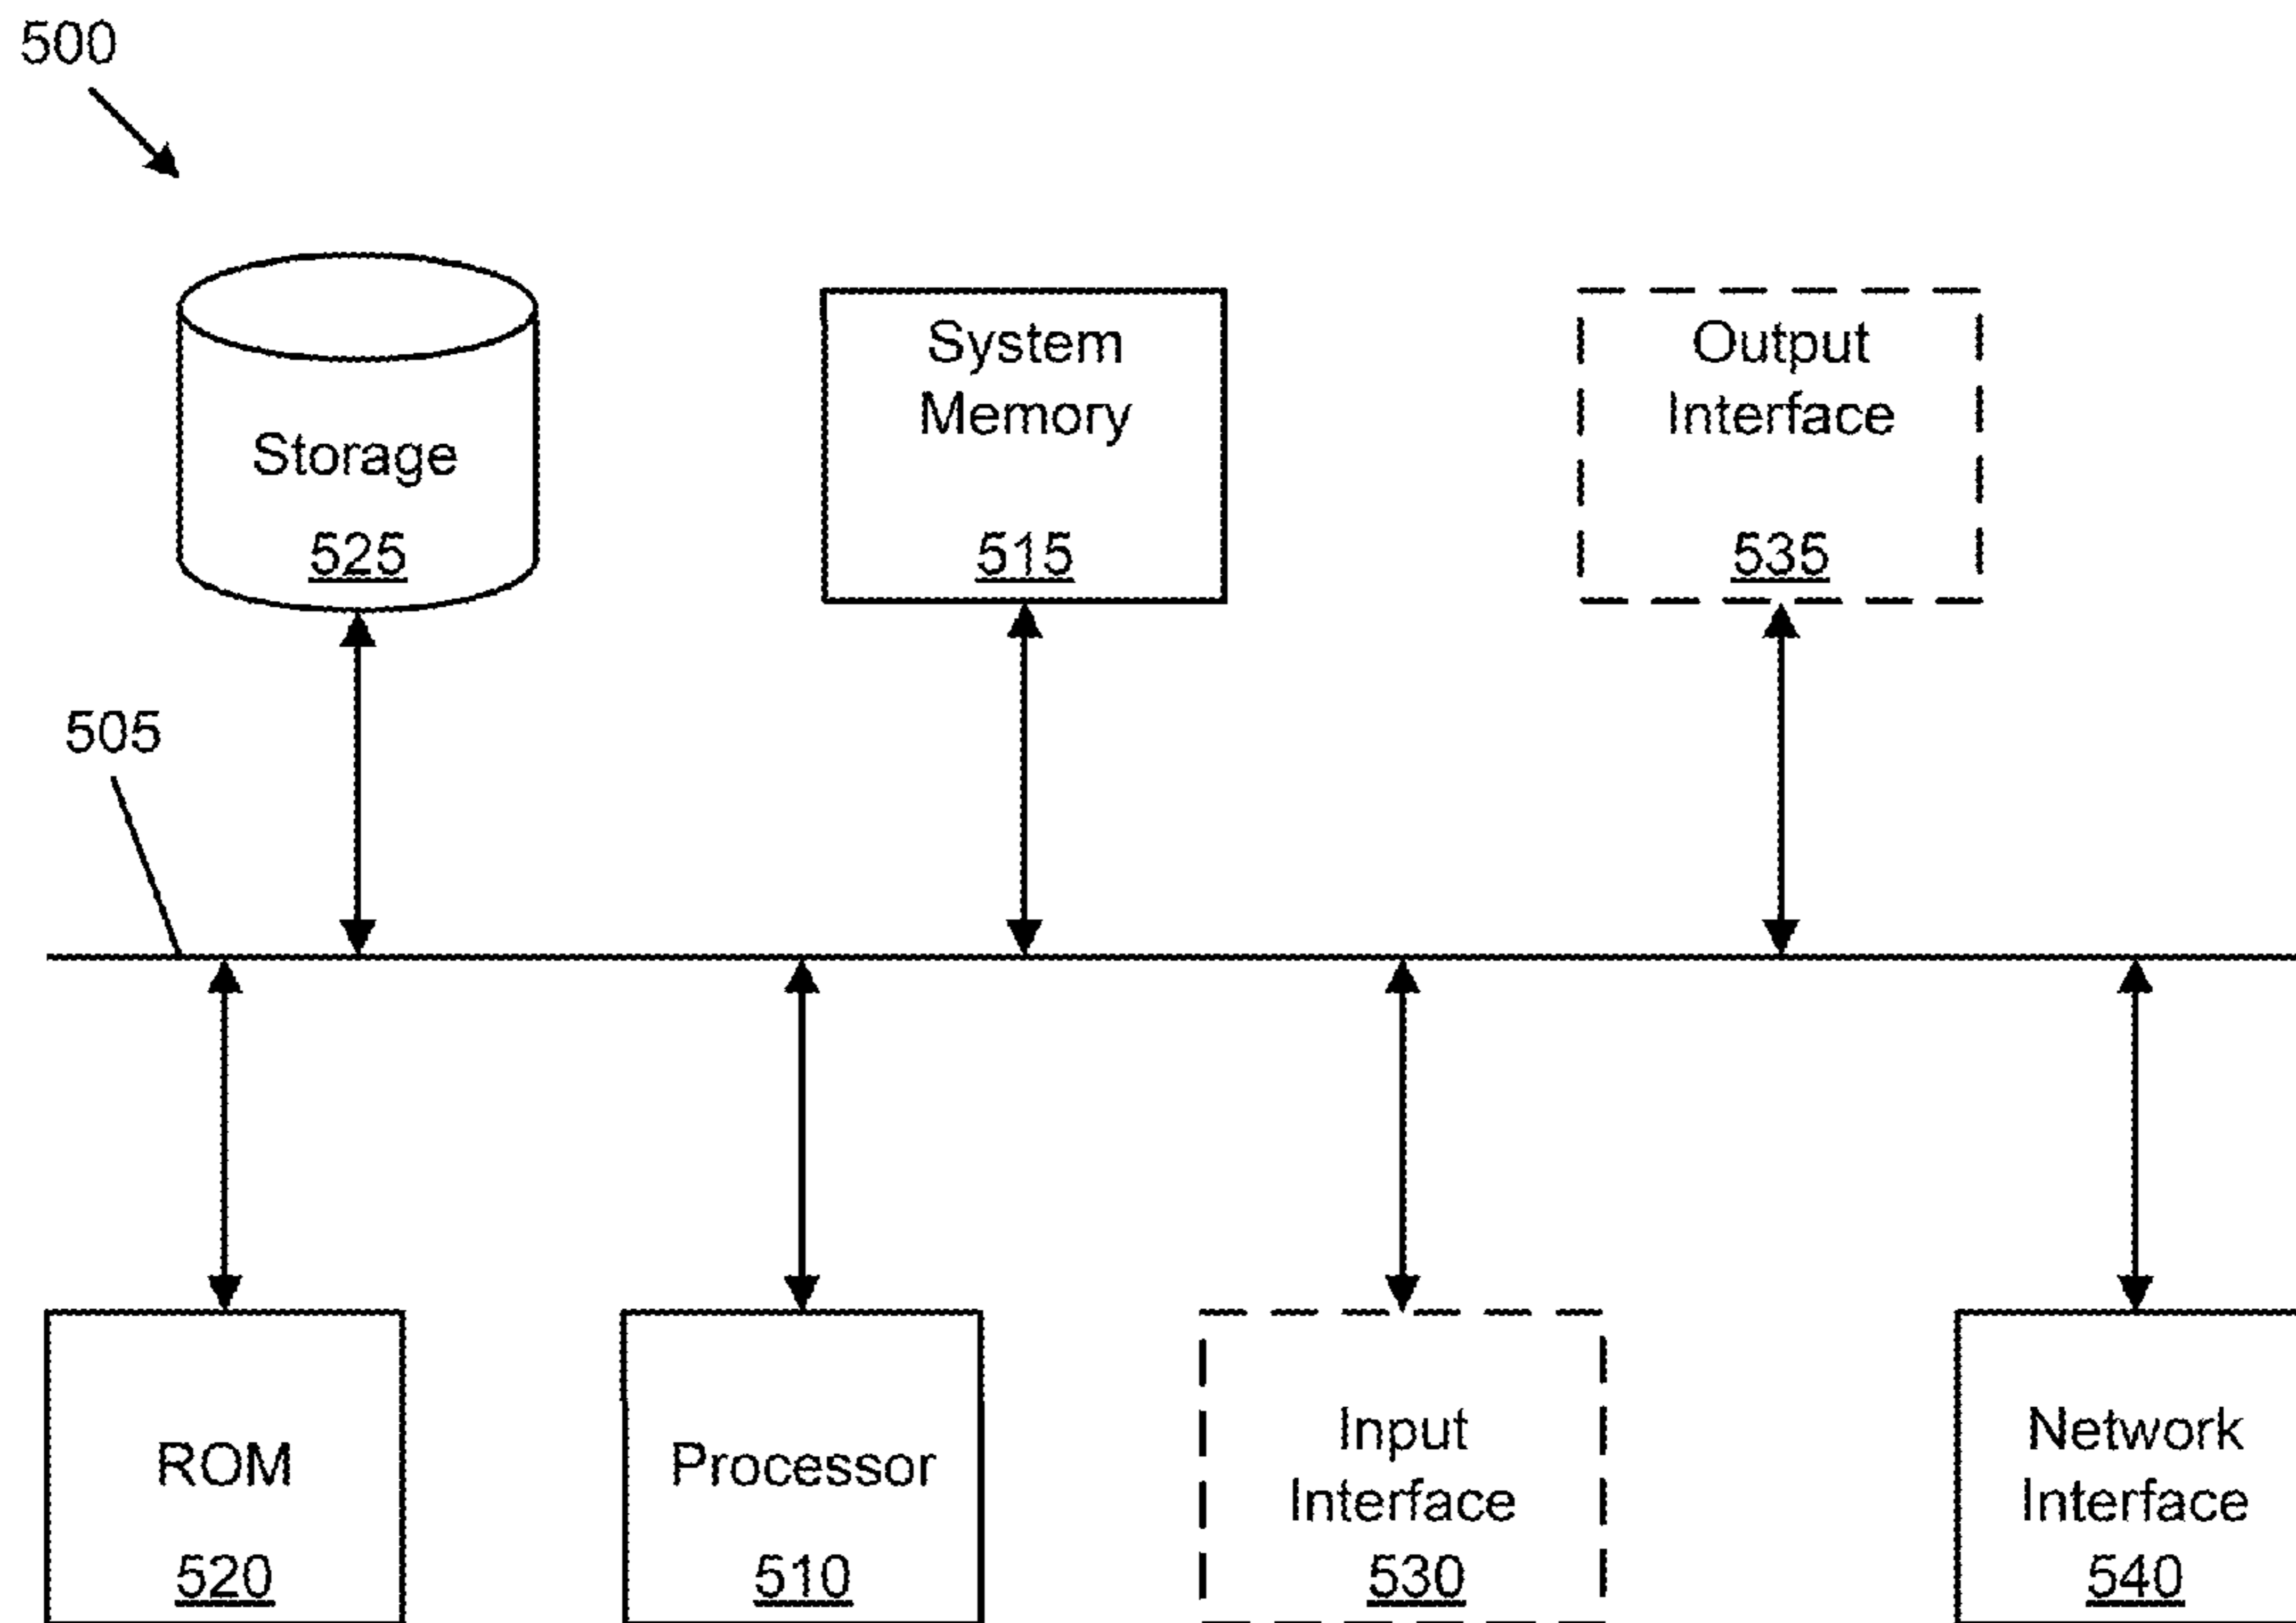 500
Storage
525
System
Memory
515
Output
Interface
535
505
ROM
520
Processor
510
Input
Interface
530
Network
Interface
540